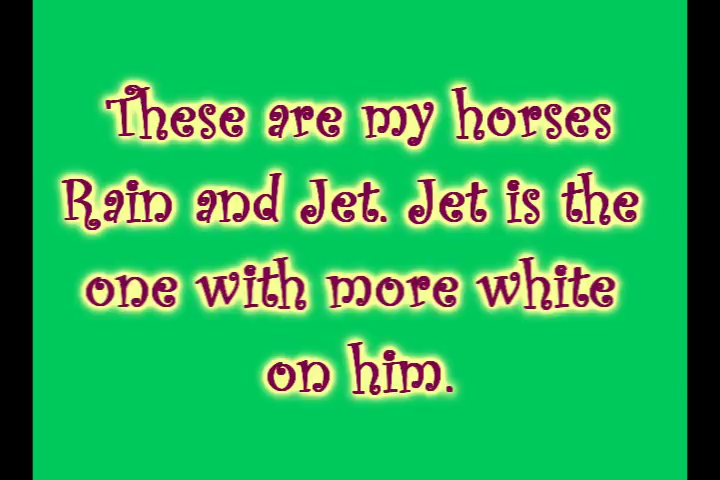 These are my horses
Rain and Jet. Jet is the
one with more white
on him.